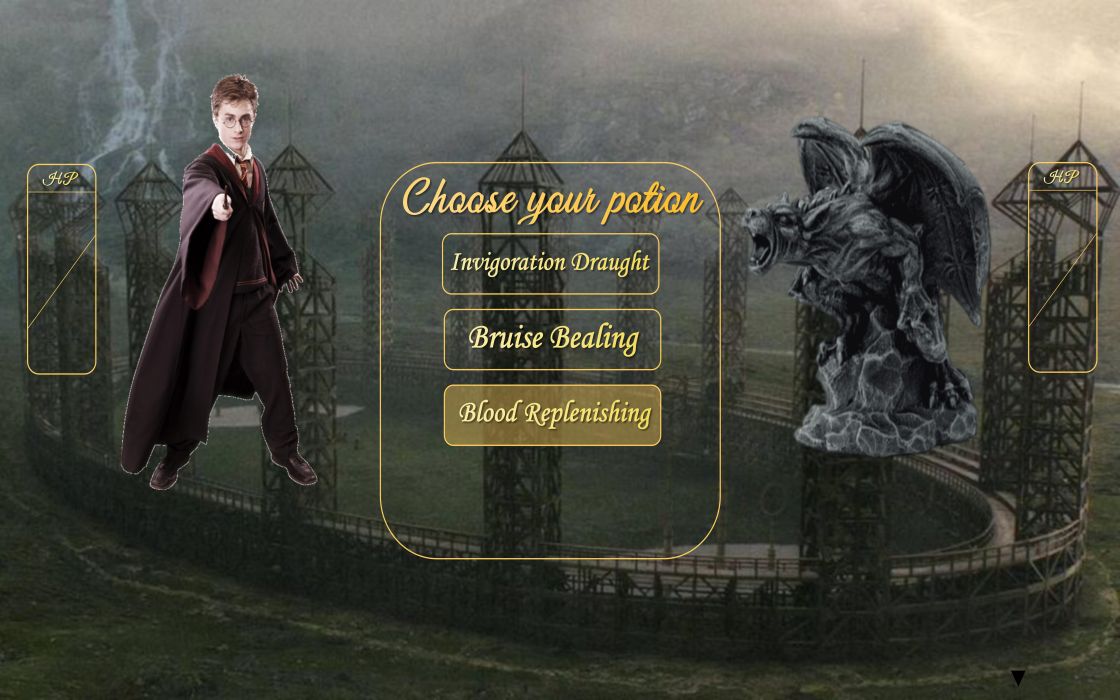 HP
Choose your potion
HP
Invigoration Draught
Bruise Bealing
Blood Replenishing